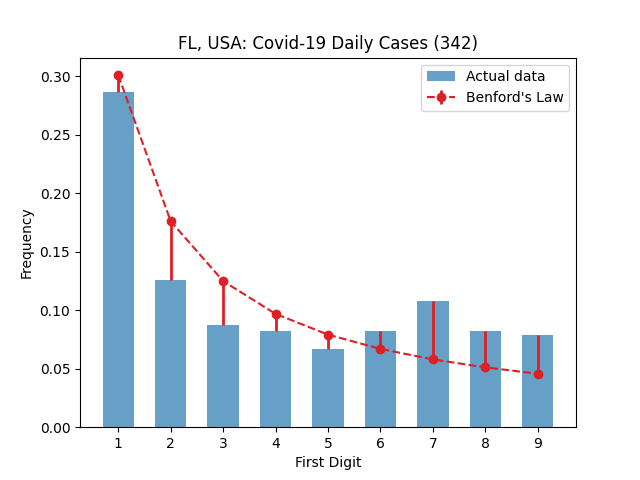 FL, USA: Covid-19 Daily Cases (342)
Actual data
Benford's Law
Frequency
0.30
0.25
0.20
0.15
0.10
0.05
0.00
1 2 3 4 5 6 7 8 9
First Digit